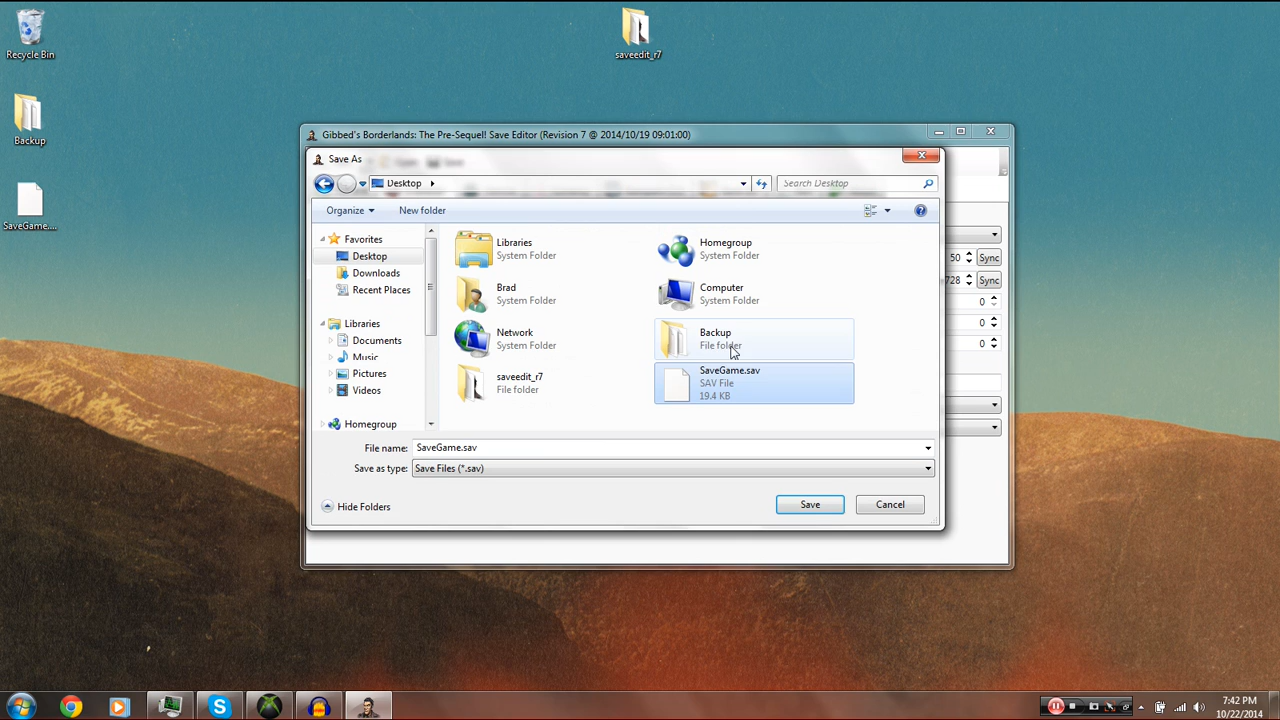 Recycle Bin
saveedit_r7
Backup
SaveGame....
Gibbed's Borderlands: The Pre-Sequel! Save Editor (Revision 7 @ 2014/10/19 09:01:00)
Save As
Desktop
Search Desktop
Organize
New folder
Favorites
Desktop
Downloads
Recent Places
Libraries
Documents
Music
Pictures
Videos
Homegroup
Libraries
System Folder
Homegroup
System Folder
Brad
System Folder
Computer
System Folder
Network
System Folder
Backup
File folder
saveedit_r7
File folder
SaveGame.sav
SAV File
19.4 KB
50 Sync
728 Sync
0
0
0
File name: SaveGame.sav
Save as type: Save Files (*.sav)
Hide Folders
Save
Cancel
7:42 PM
10/22/2014